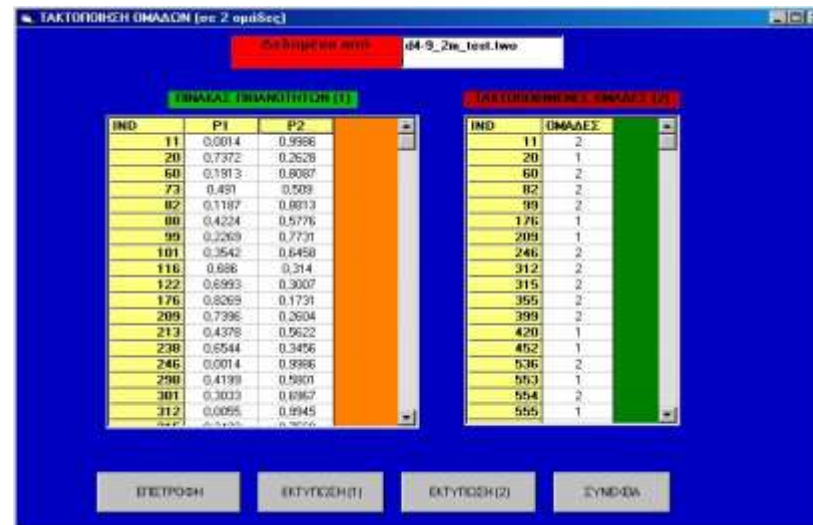 ΤΑΚΤΟΠΟΙΗΣΗ ΟΜΑΔΩΝ (σε 2 ομάδες)
Δεδομένα από d4-9_2m_test.two
ΠΙΝΑΚΑΣ ΠΙΘΑΝΟΤΗΤΩΝ (1)
ΤΑΚΤΟΠΟΙΗΜΕΝΕΣ ΟΜΑΔΕΣ (2)
IND P1 P2
11 0,0014 0,9986
20 0,7372 0,2628
60 0,1913 0,8087
73 0,491 0,509
82 0,1187 0,8813
88 0,4224 0,5776
99 0,2269 0,7731
101 0,3542 0,6458
116 0,686 0,314
122 0,6993 0,3007
176 0,8269 0,1731
209 0,7396 0,2604
213 0,4378 0,5622
238 0,6544 0,3456
246 0,0014 0,9986
298 0,4199 0,5801
301 0,3033 0,6967
312 0,0055 0,9945
IND ΟΜΑΔΕΣ
11 2
20 1
60 2
82 2
99 2
176 1
209 1
246 2
312 2
315 2
355 2
399 2
420 1
452 1
536 2
553 1
554 2
555 1
ΕΠΙΣΤΡΟΦΗ
ΕΚΤΥΠΩΣΗ (1)
ΕΚΤΥΠΩΣΗ (2)
ΣΥΝΕΧΕΙΑ